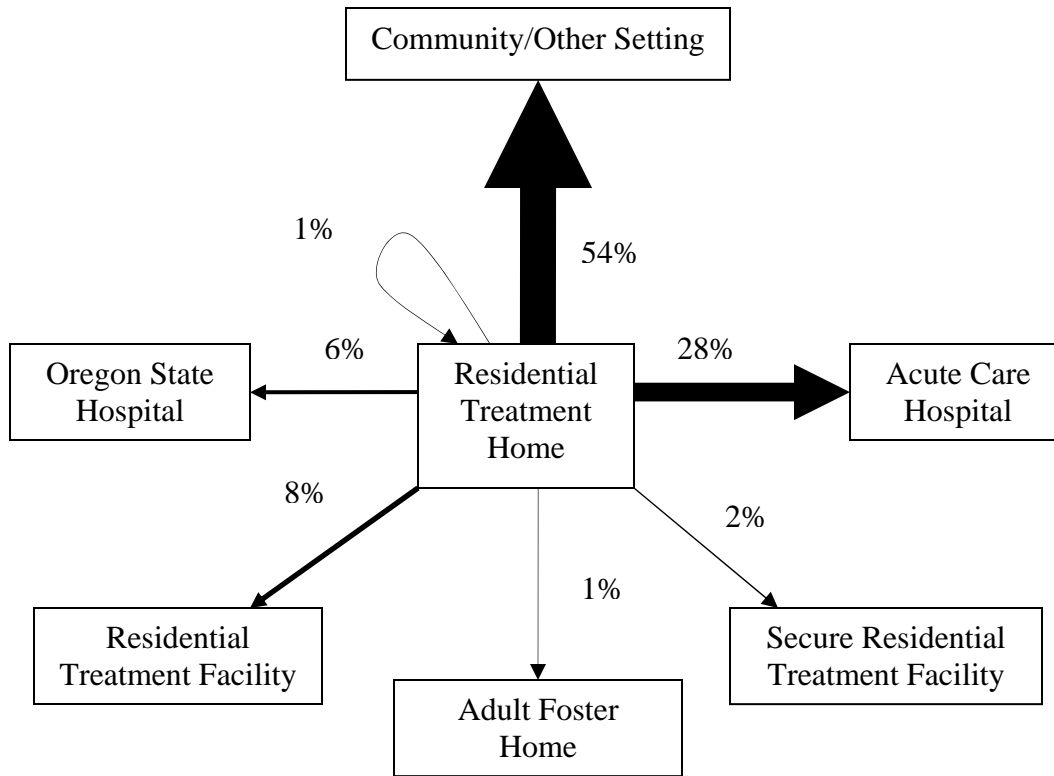 Community/Other Setting
1%
54%
6%
28%
Oregon State
Hospital
Residential
Treatment
Home
Acute Care
Hospital
8%
2%
1%
Residential
Treatment Facility
Secure Residential
Treatment Facility
Adult Foster
Home